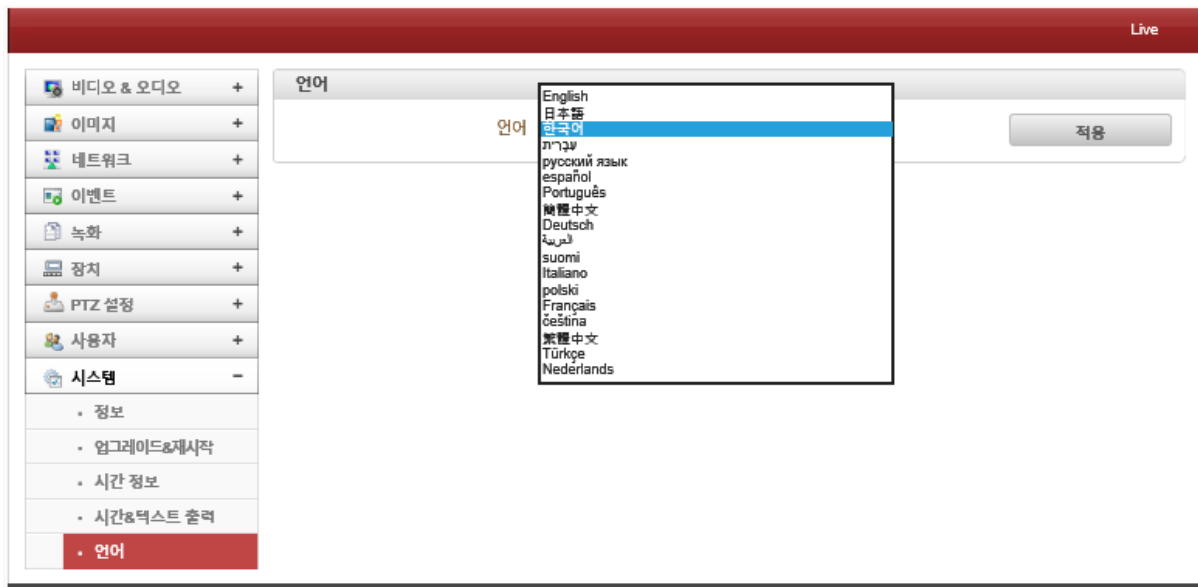 Live
비디오 & 오디오 +
이미지 +
네트워크 +
이벤트 +
녹화 +
장치 +
PTZ 설정 +
사용자 +
시스템 -
• 정보
• 업그레이드&재시작
• 시간 정보
• 시간&텍스트 출력
• 언어
언어
언어
English
日本語
한국어
עִבְרִית
русский язык
español
Português
簡體中文
Deutsch
العربية
suomi
Italiano
polski
Français
čeština
繁體中文
Türkçe
Nederlands
적용